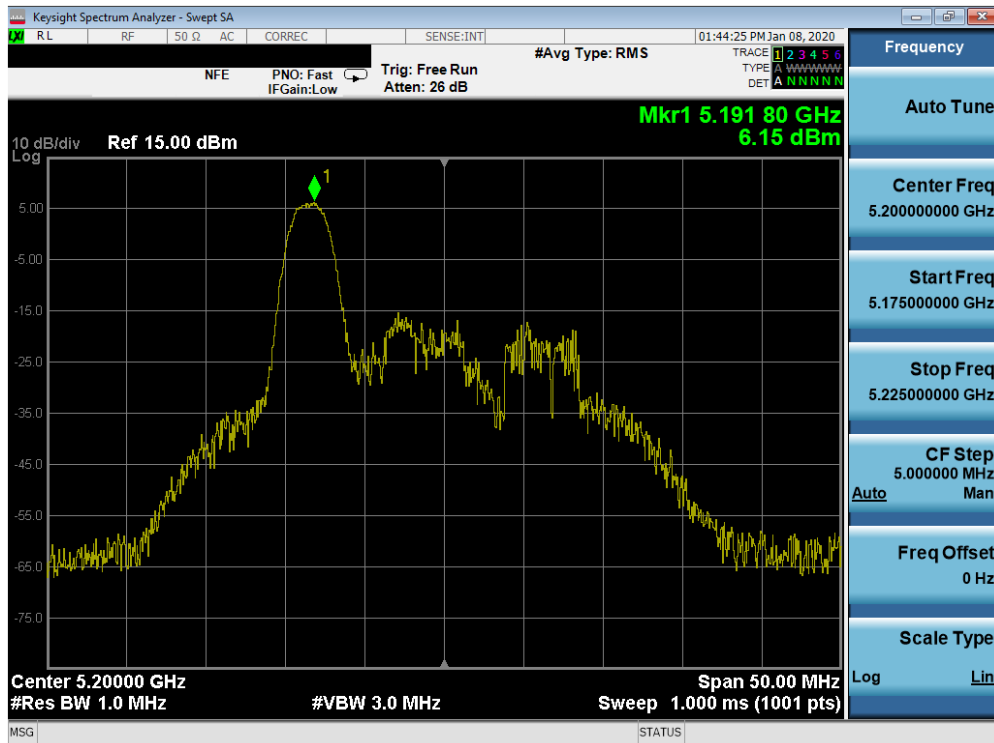 Keysight Spectrum Analyzer - Swept SA
LXI RL RF 50 Ω AC CORREC SENSE:INT 01:44:25 PM Jan 08, 2020
#Avg Type: RMS
TRACE 1 2 3 4 5 6
TYPE A WWWWW
DET A N N N N N
NFE PNO: Fast Trig: Free Run
IFGain:Low Atten: 26 dB
Mkr1 5.191 80 GHz
6.15 dBm
10 dB/div Ref 15.00 dBm
Log
1
5.00
-5.00
-15.0
-25.0
-35.0
-45.0
-55.0
-65.0
-75.0
Center 5.20000 GHz Span 50.00 MHz
#Res BW 1.0 MHz #VBW 3.0 MHz Sweep 1.000 ms (1001 pts)
MSG STATUS
Frequency
Auto Tune
Center Freq
5.200000000 GHz
Start Freq
5.175000000 GHz
Stop Freq
5.225000000 GHz
CF Step
5.000000 MHz
Auto Man
Freq Offset
0 Hz
Scale Type
Log Lin